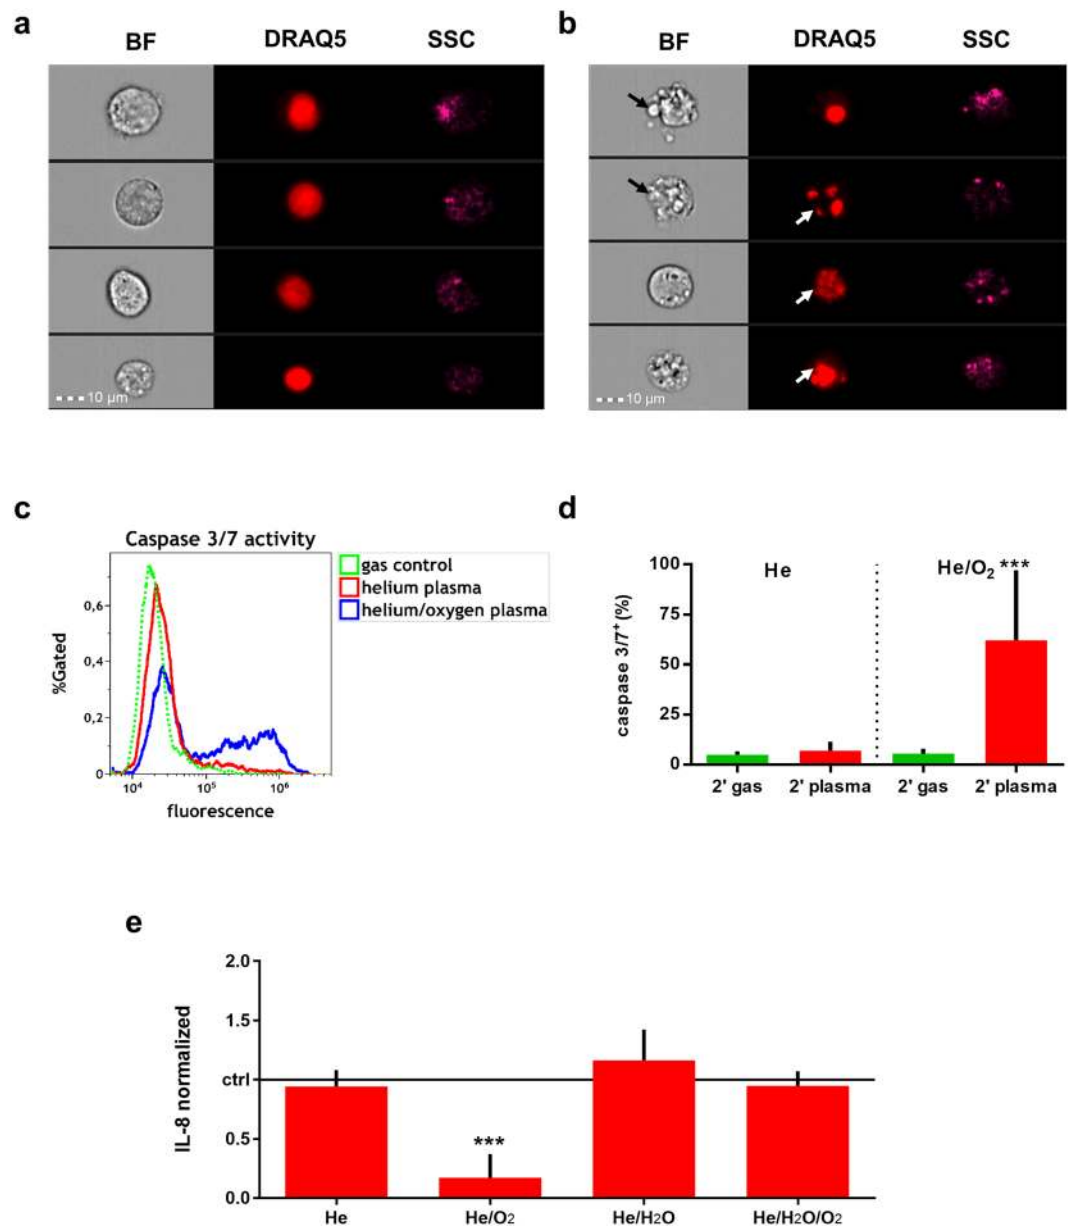 a
BF DRAQ5 SSC
10 µm
b
BF DRAQ5 SSC
10 µm
c
Caspase 3/7 activity
gas control
helium plasma
helium/oxygen plasma
%Gated
0,6
0,4
0,2
0
10⁴ 10⁵ 10⁶
fluorescence
d
caspase 3/7⁺ (%)
100
75
50
25
0
He
He/O₂ ***
2' gas 2' plasma 2' gas 2' plasma
e
IL-8 normalized
2.0
1.5
ctrl
0.5
0.0
***
He He/O₂ He/H₂O He/H₂O/O₂